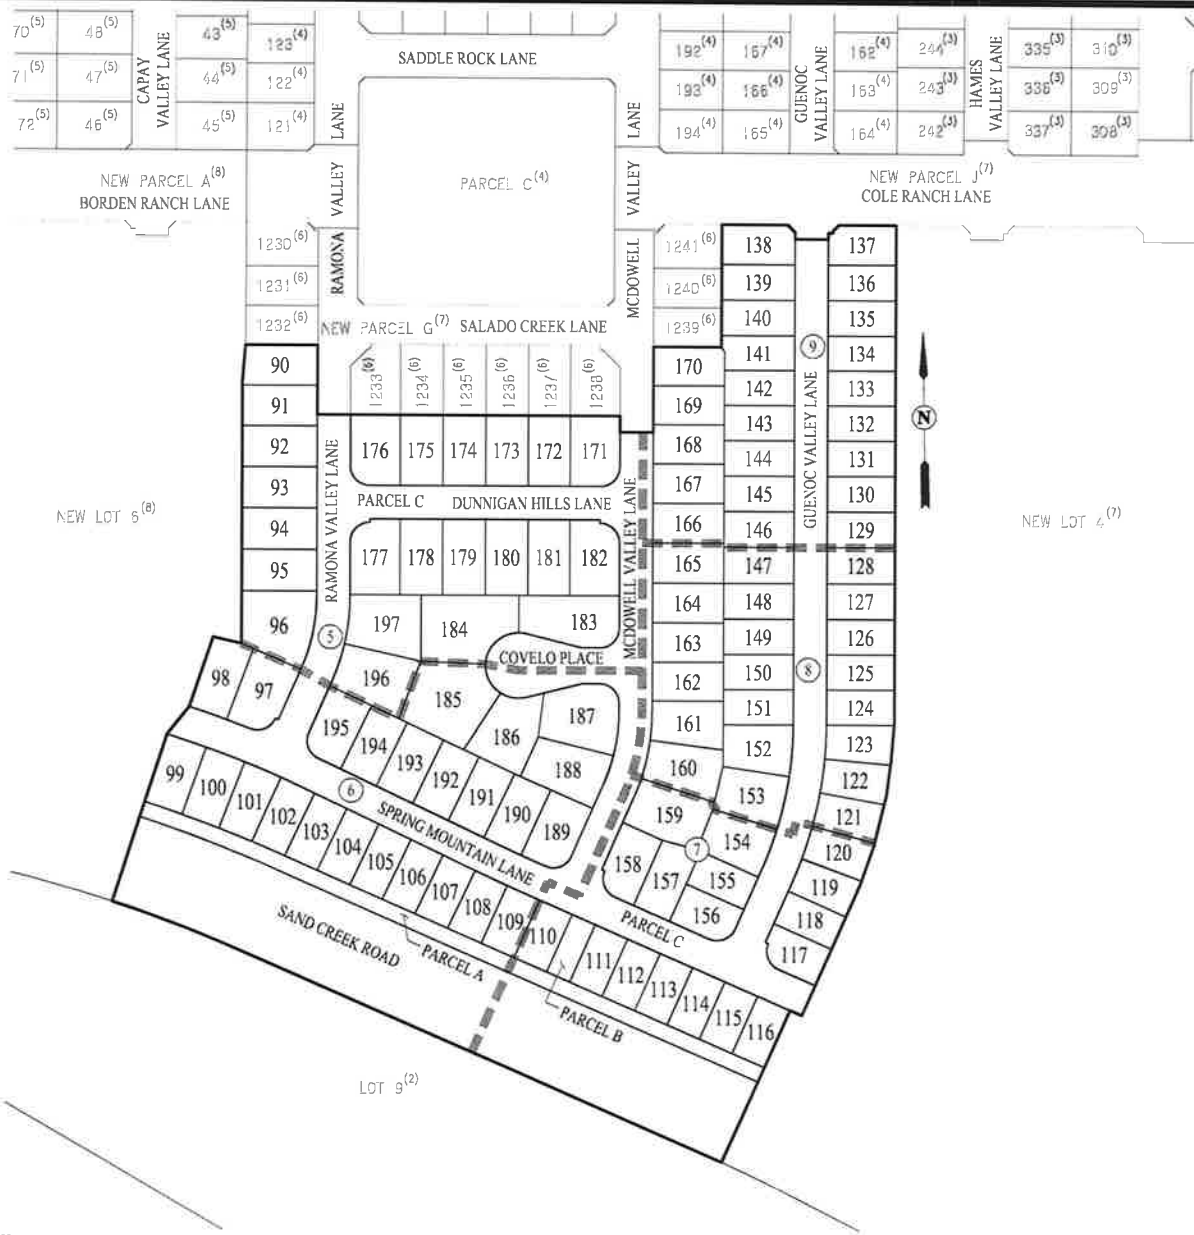 70(5) 48(5) 43(5) 123(4)
71(5) 47(5) 44(5) 122(4)
72(5) 46(5) 45(5) 121(4)
CAPAY
VALLEY LANE
SADDLE ROCK LANE
192(4) 167(4) 162(4) 244(3) 335(3) 310(3)
193(4) 166(4) 163(4) 243(3) 336(3) 309(3)
194(4) 165(4) 164(4) 242(3) 337(3) 308(3)
GUENOC
VALLEY LANE
HAMES
VALLEY LANE
NEW PARCEL A(8)
BORDEN RANCH LANE
RAMONA VALLEY LANE
PARCEL C(4)
MCDOWELL VALLEY LANE
NEW PARCEL J(7)
COLE RANCH LANE
1230(6)
1231(6)
1232(6)
1241(6)
1240(6)
1239(6)
NEW PARCEL G(7) SALADO CREEK LANE
1233(6) 1234(6) 1235(6) 1236(6) 1237(6) 1238(6)
138 137
139 136
140 135
141 134
142 133
143 132
144 131
145 130
146 129
147 128
148 127
149 126
150 125
151 124
152 123
153 122
121
9
GUENOC VALLEY LANE
8
N
170
169
168
167
166
165
164
163
162
161
160
90
91
92
93
94
95
96
RAMONA VALLEY LANE
5
176 175 174 173 172 171
PARCEL C DUNNIGAN HILLS LANE
177 178 179 180 181 182
MCDOWELL VALLEY LANE
NEW LOT 6(8)
NEW LOT 4(7)
197 184 183
COVELO PLACE
196 185 186 187
188
98 97
195 194 193 192 191 190 189
6
SPRING MOUNTAIN LANE
159 154
7
158 157 155
156
120
119
118
117
PARCEL C
99 100 101 102 103 104 105 106 107 108 109 110 111 112 113 114 115 116
SAND CREEK ROAD
PARCEL A
PARCEL B
LOT 9(2)